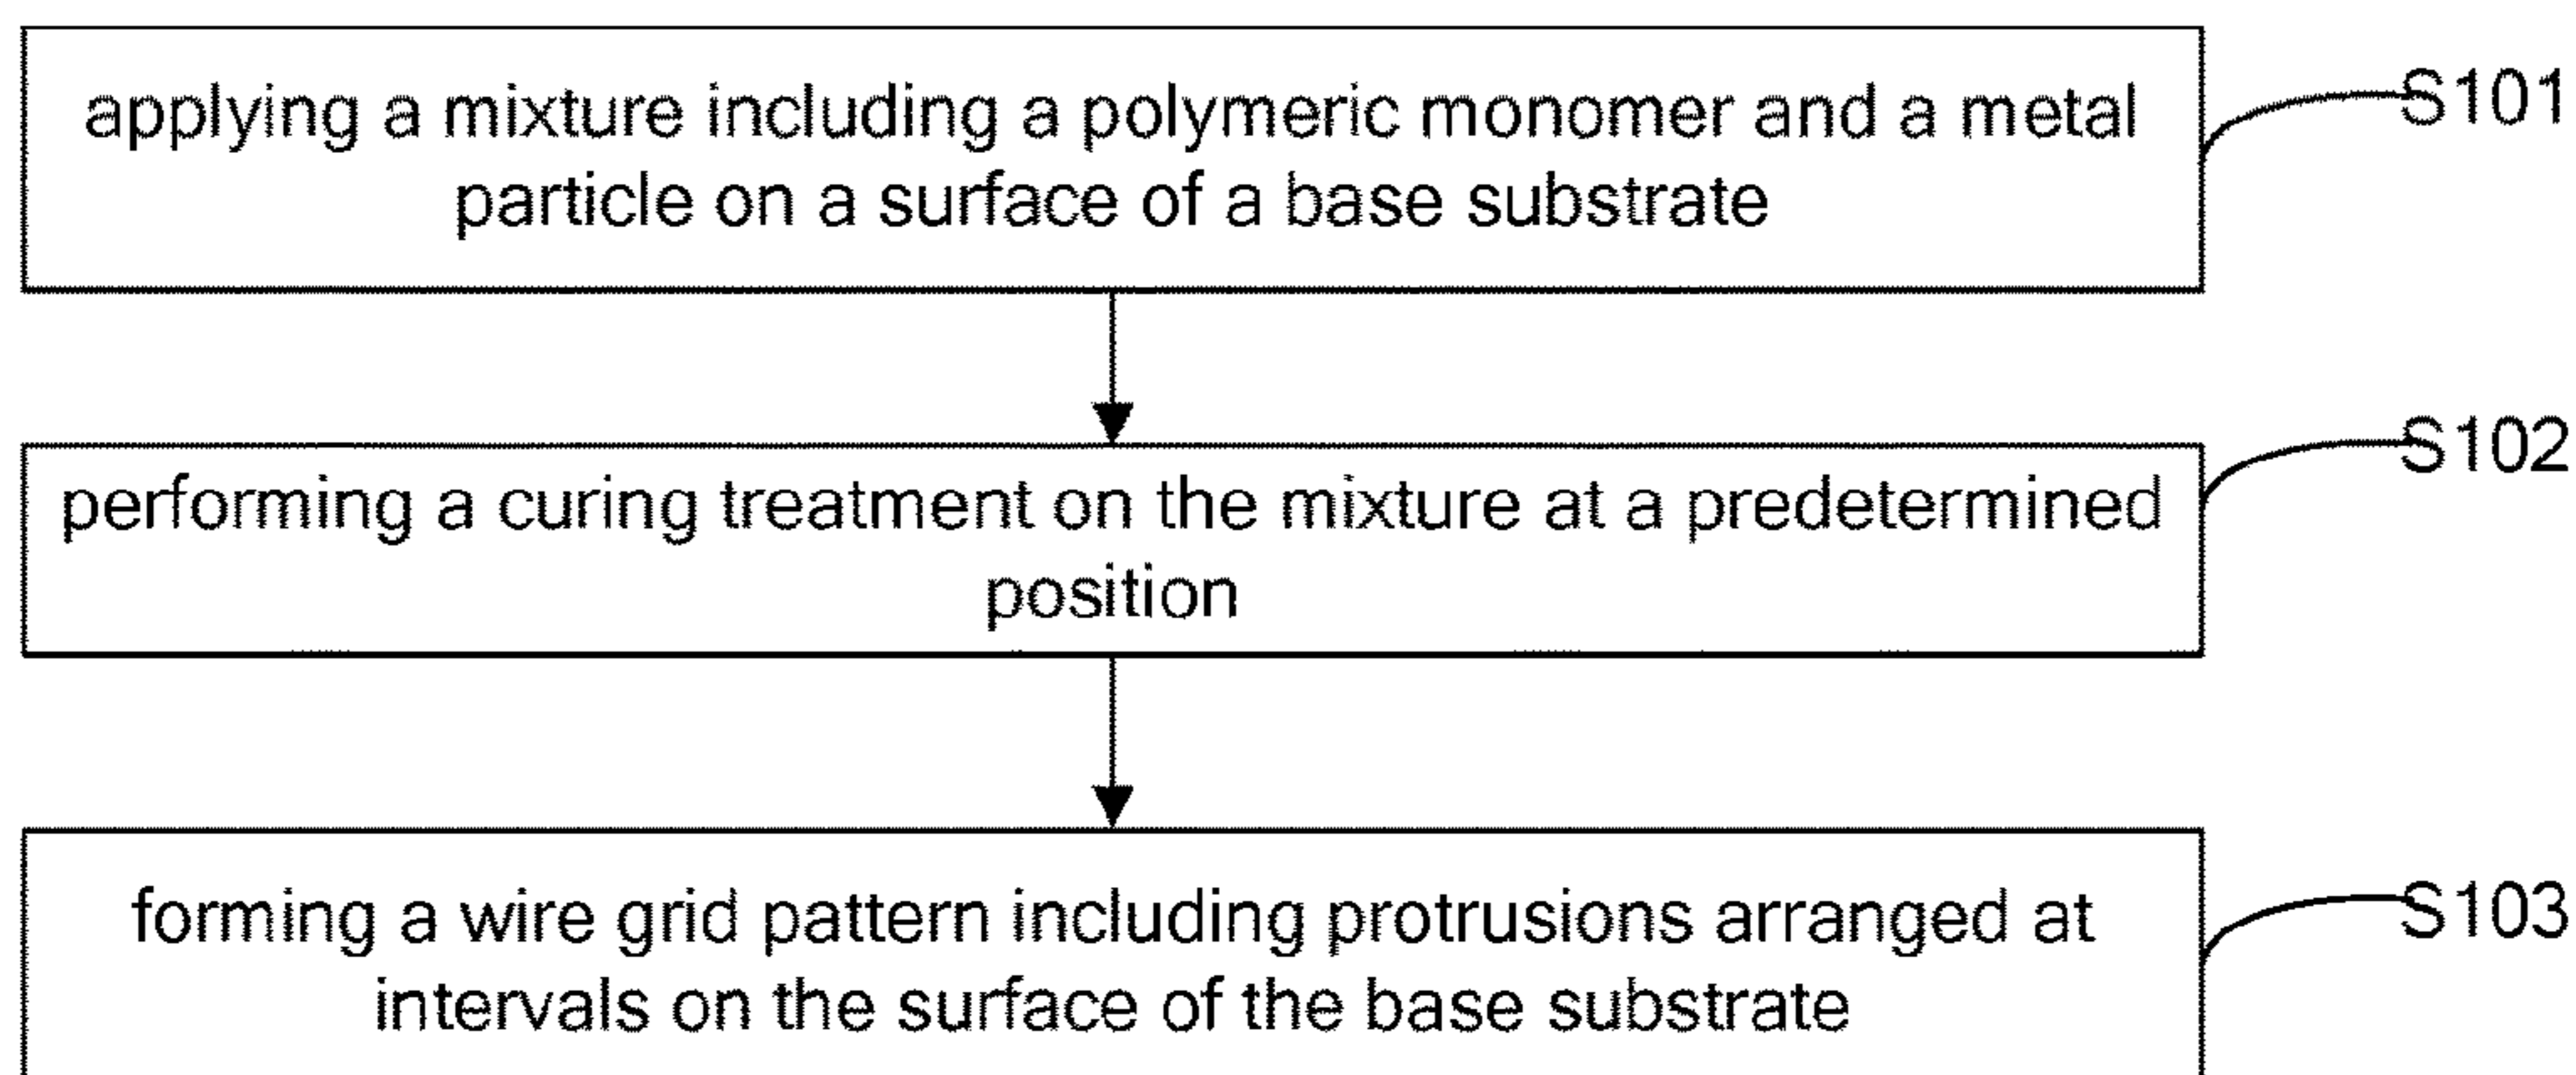 applying a mixture including a polymeric monomer and a metal
particle on a surface of a base substrate
S101
performing a curing treatment on the mixture at a predetermined
position
S102
forming a wire grid pattern including protrusions arranged at
intervals on the surface of the base substrate
S103